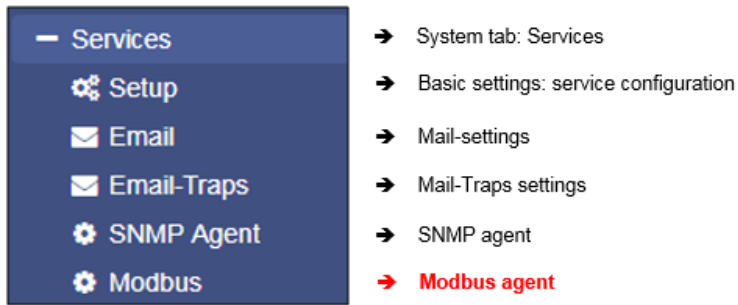 Services ➔ System tab: Services
Setup ➔ Basic settings: service configuration
Email ➔ Mail-settings
Email-Traps ➔ Mail-Traps settings
SNMP Agent ➔ SNMP agent
Modbus ➔ Modbus agent